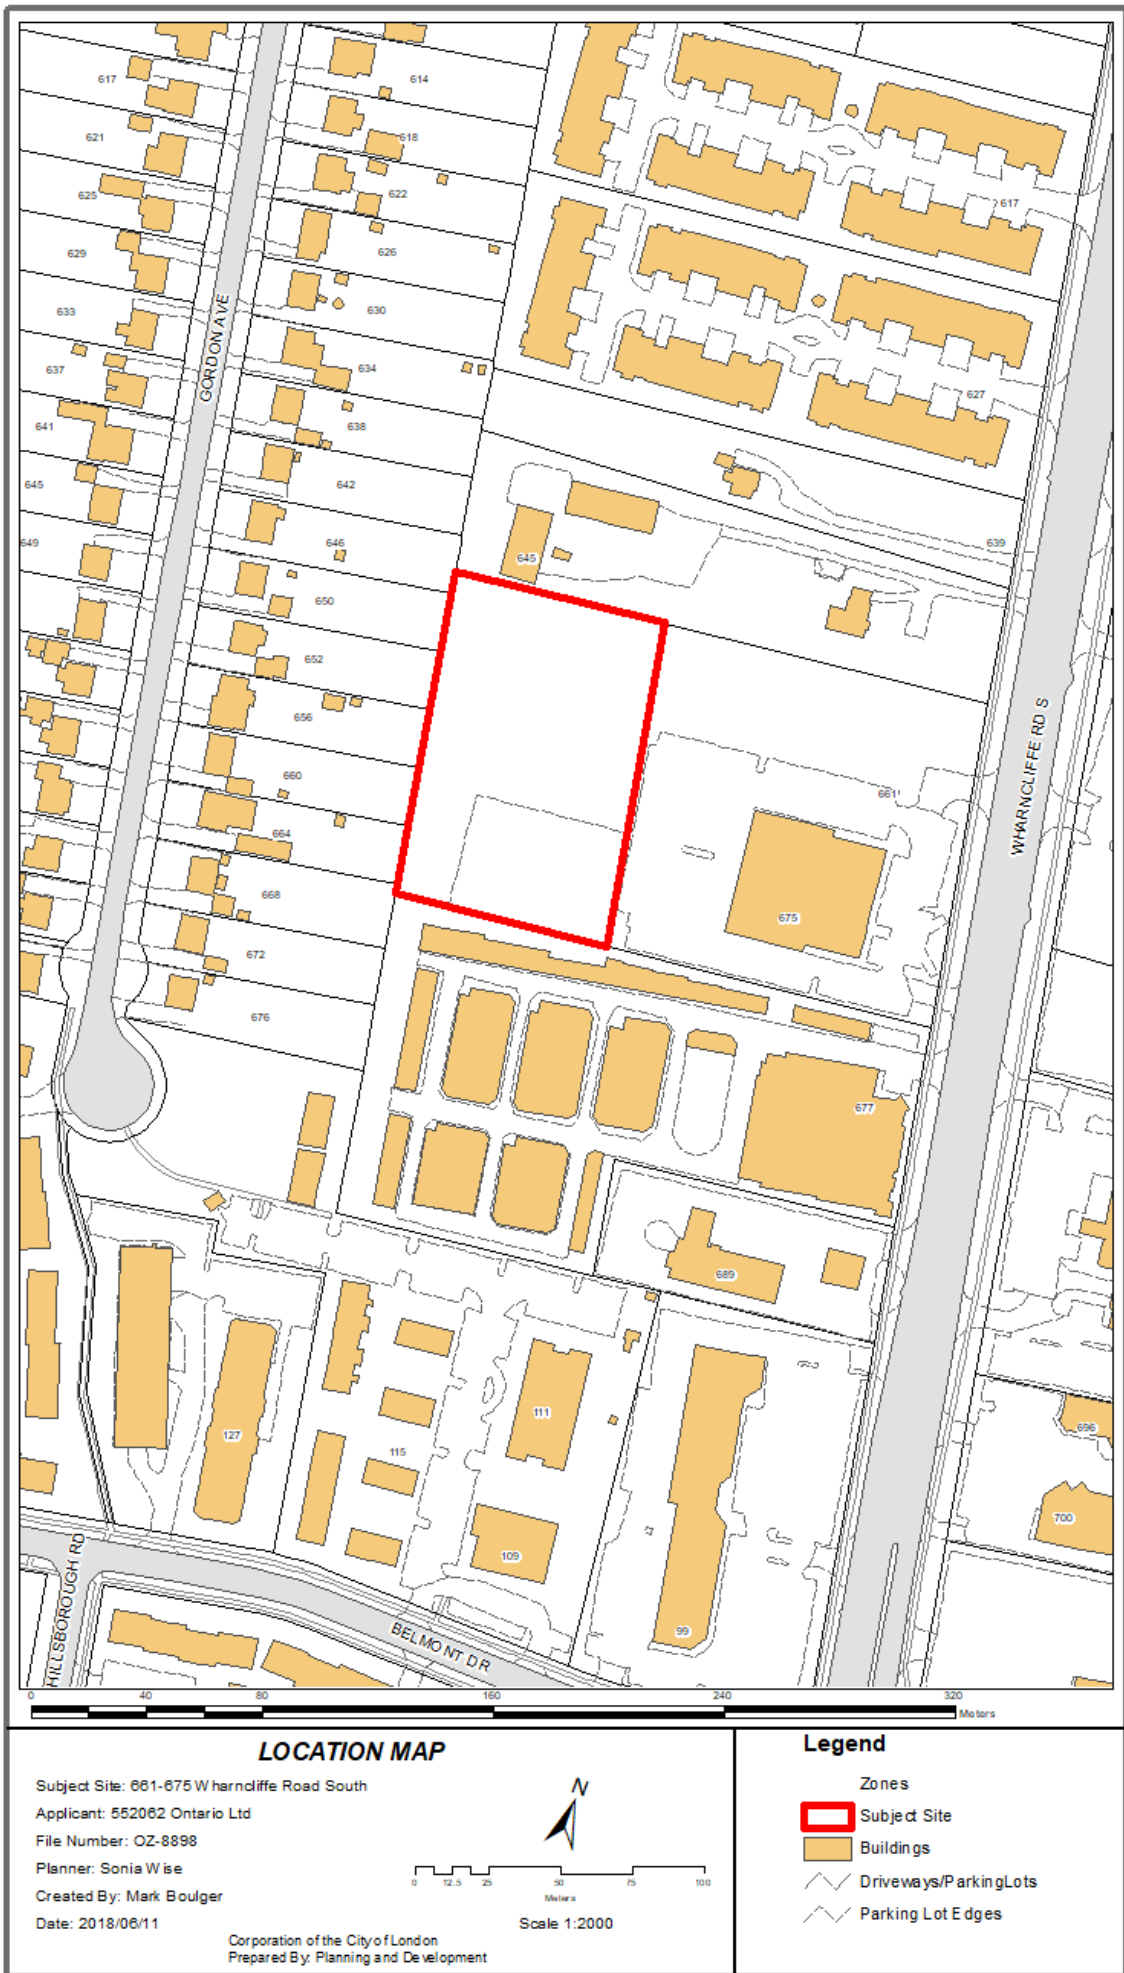 617
614
621
618
625
622
617
629
626
633
630
GORDON AVE
637
634
627
641
638
645
642
649
646
645
639
650
652
656
WHARNCLIFFE RD S
660
661
664
668
675
672
676
677
689
127
115
111
696
700
109
99
HILLSBOROUGH RD
BELMONT DR
0 40 80 160 240 320
Meters
LOCATION MAP
Subject Site: 661-675 Wharncliffe Road South
Applicant: 552062 Ontario Ltd
File Number: OZ-8898
Planner: Sonia Wise
Created By: Mark Boulger
Date: 2018/06/11
Corporation of the City of London
Prepared By: Planning and Development
N
0 12.5 25 50 75 100
Meters
Scale 1:2000
Legend
Zones
Subject Site
Buildings
Driveways/ParkingLots
Parking Lot Edges